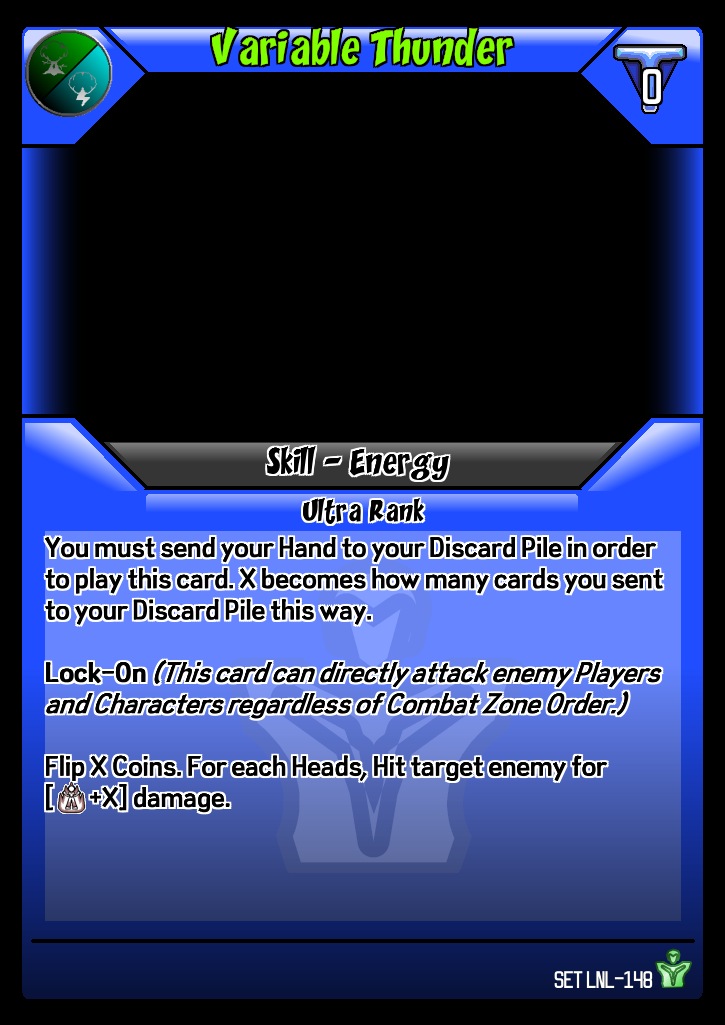 Variable Thunder
0
Skill - Energy
Ultra Rank
You must send your Hand to your Discard Pile in order
to play this card. X becomes how many cards you sent
to your Discard Pile this way.
Lock-On (This card can directly attack enemy Players
and Characters regardless of Combat Zone Order.)
Flip X Coins. For each Heads, Hit target enemy for
[ +X] damage.
SET LNL-148